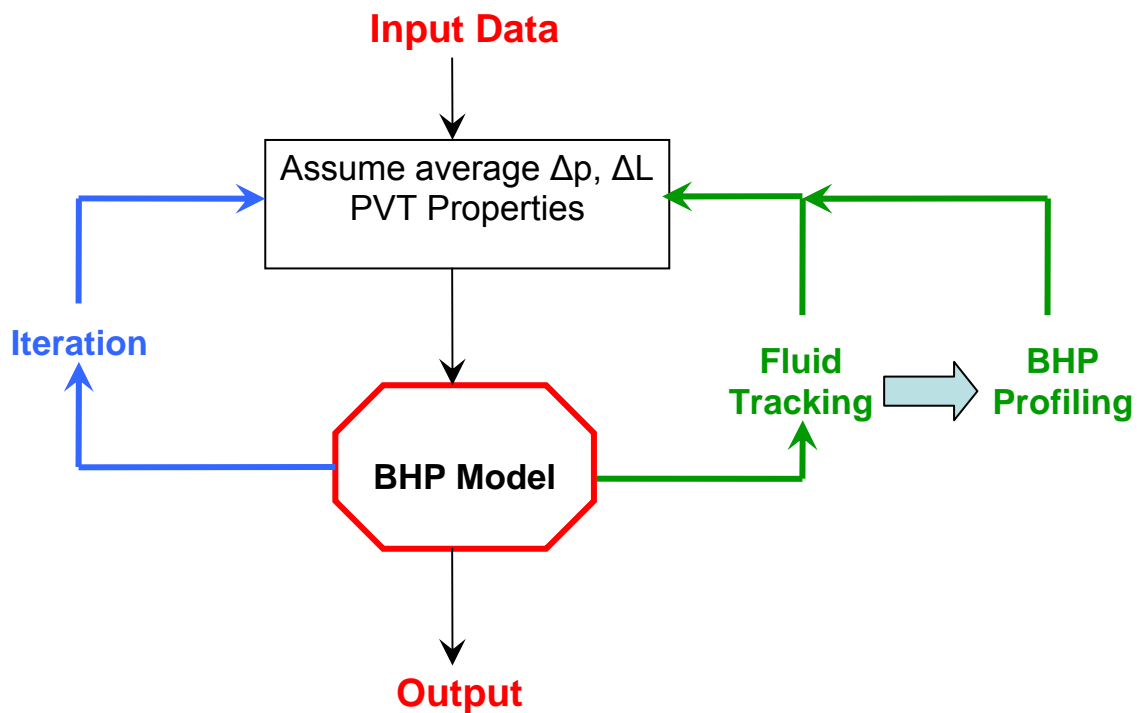 Input Data
Assume average Δp, ΔL
PVT Properties
Iteration
Fluid
Tracking
BHP
Profiling
BHP Model
Output